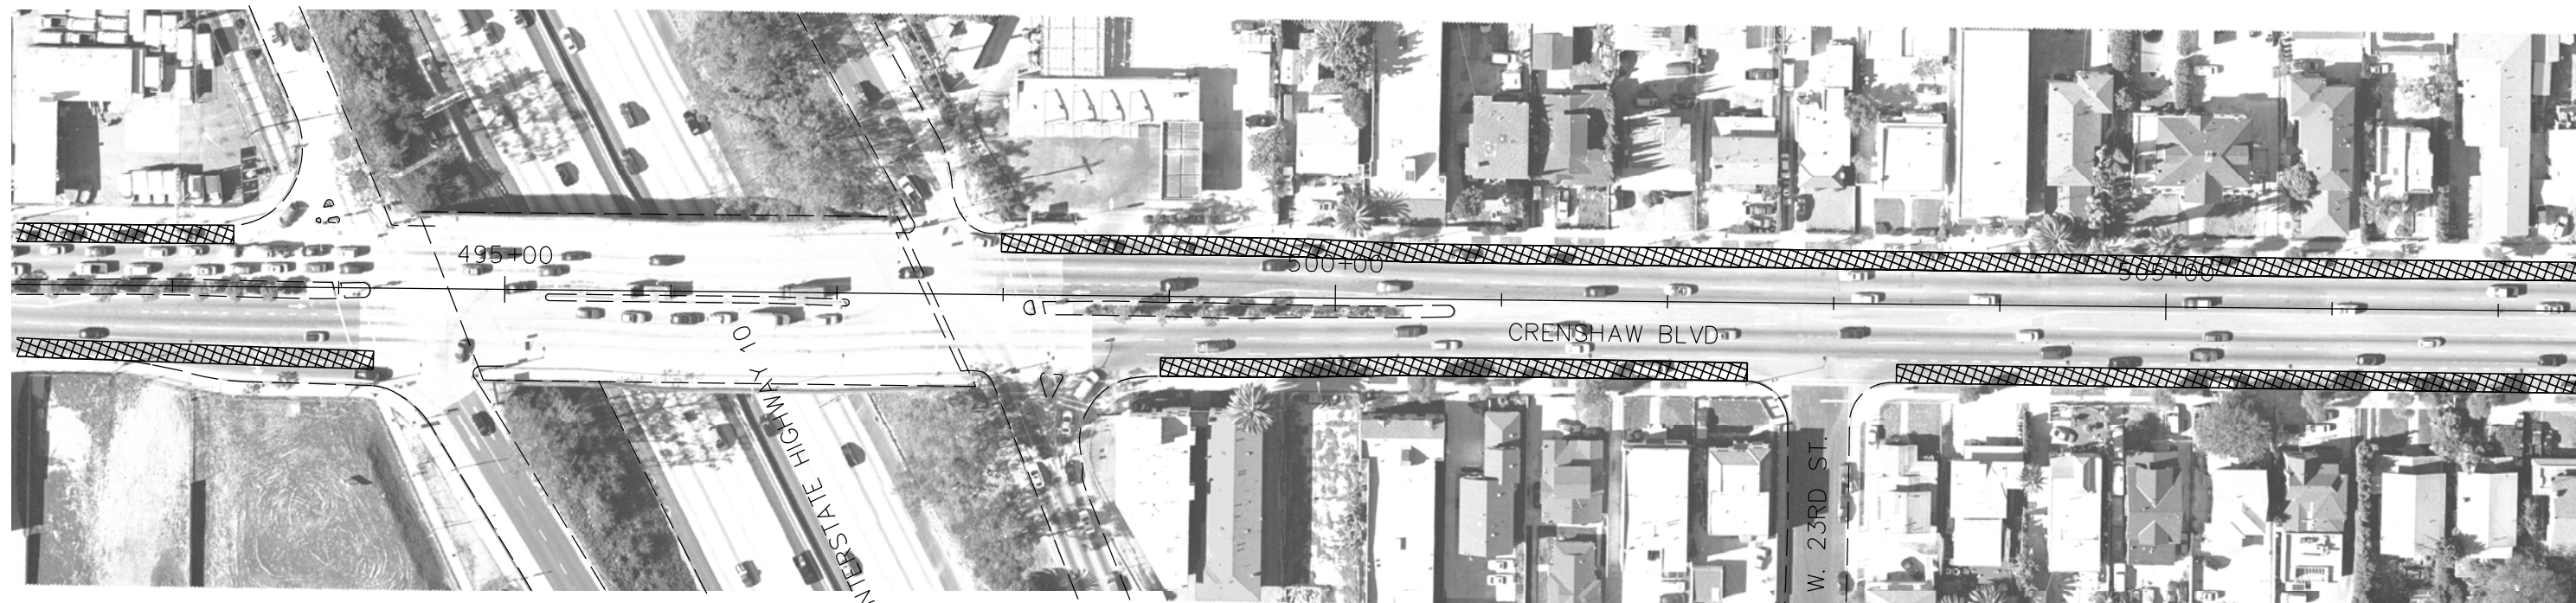 495+00
500+00
505+00
CRENSHAW BLVD
10
INTERSTATE HIGHWAY
W. 23RD ST.